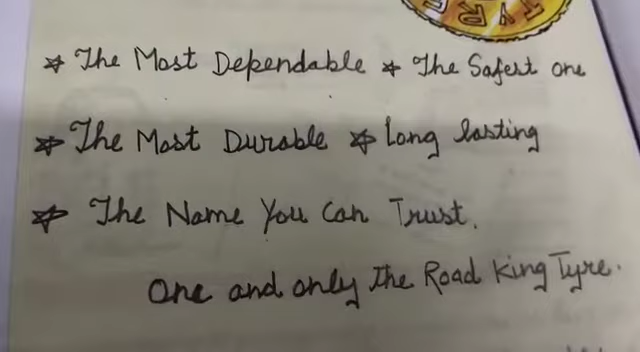 TYRE
☆ The Most Dependable ☆ The Safest one
☆ The Most Durable ☆ Long lasting
☆ The Name You Can Trust.
One and only The Road King Tyre.